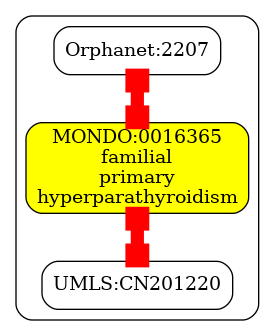 Orphanet:2207
MONDO:0016365
familial
primary
hyperparathyroidism
UMLS:CN201220